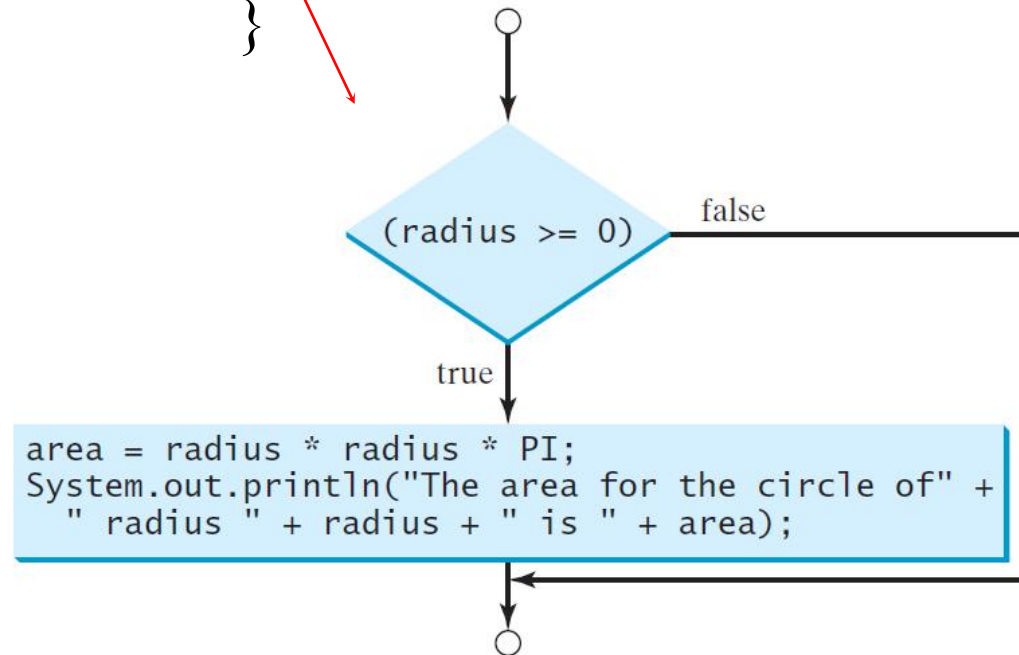 }
(radius >= 0)
false
true
area = radius * radius * PI;
System.out.println("The area for the circle of" +
" radius " + radius + " is " + area);